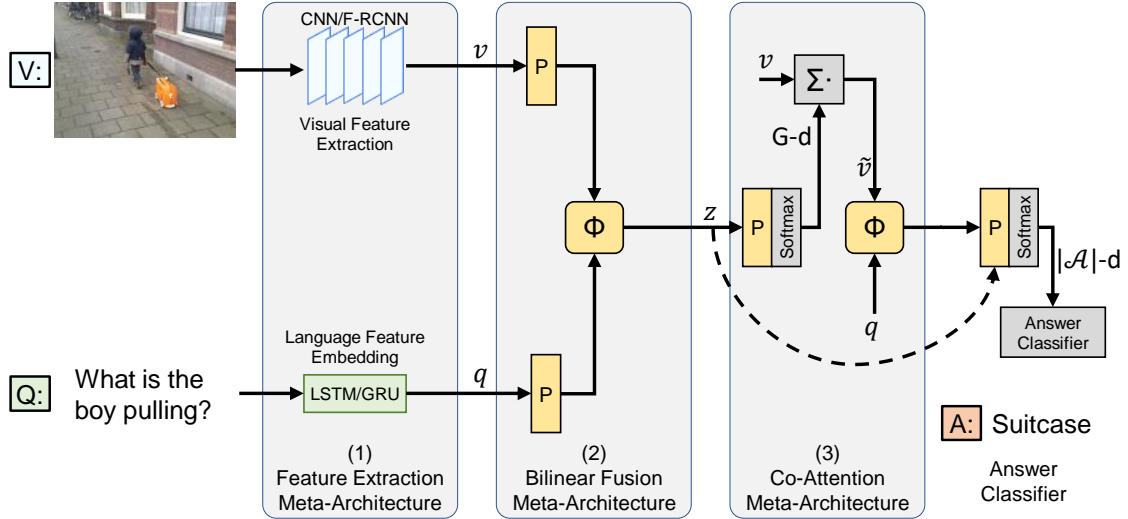 V:
CNN/F-RCNN
Visual Feature
Extraction
v
P
Φ
v
Σ·
G-d
ṽ
z
P
Softmax
Φ
q
P
Softmax
|𝒜|-d
Answer
Classifier
Q:
What is the
boy pulling?
Language Feature
Embedding
LSTM/GRU
q
P
A:
Suitcase
Answer
Classifier
(1)
Feature Extraction
Meta-Architecture
(2)
Bilinear Fusion
Meta-Architecture
(3)
Co-Attention
Meta-Architecture